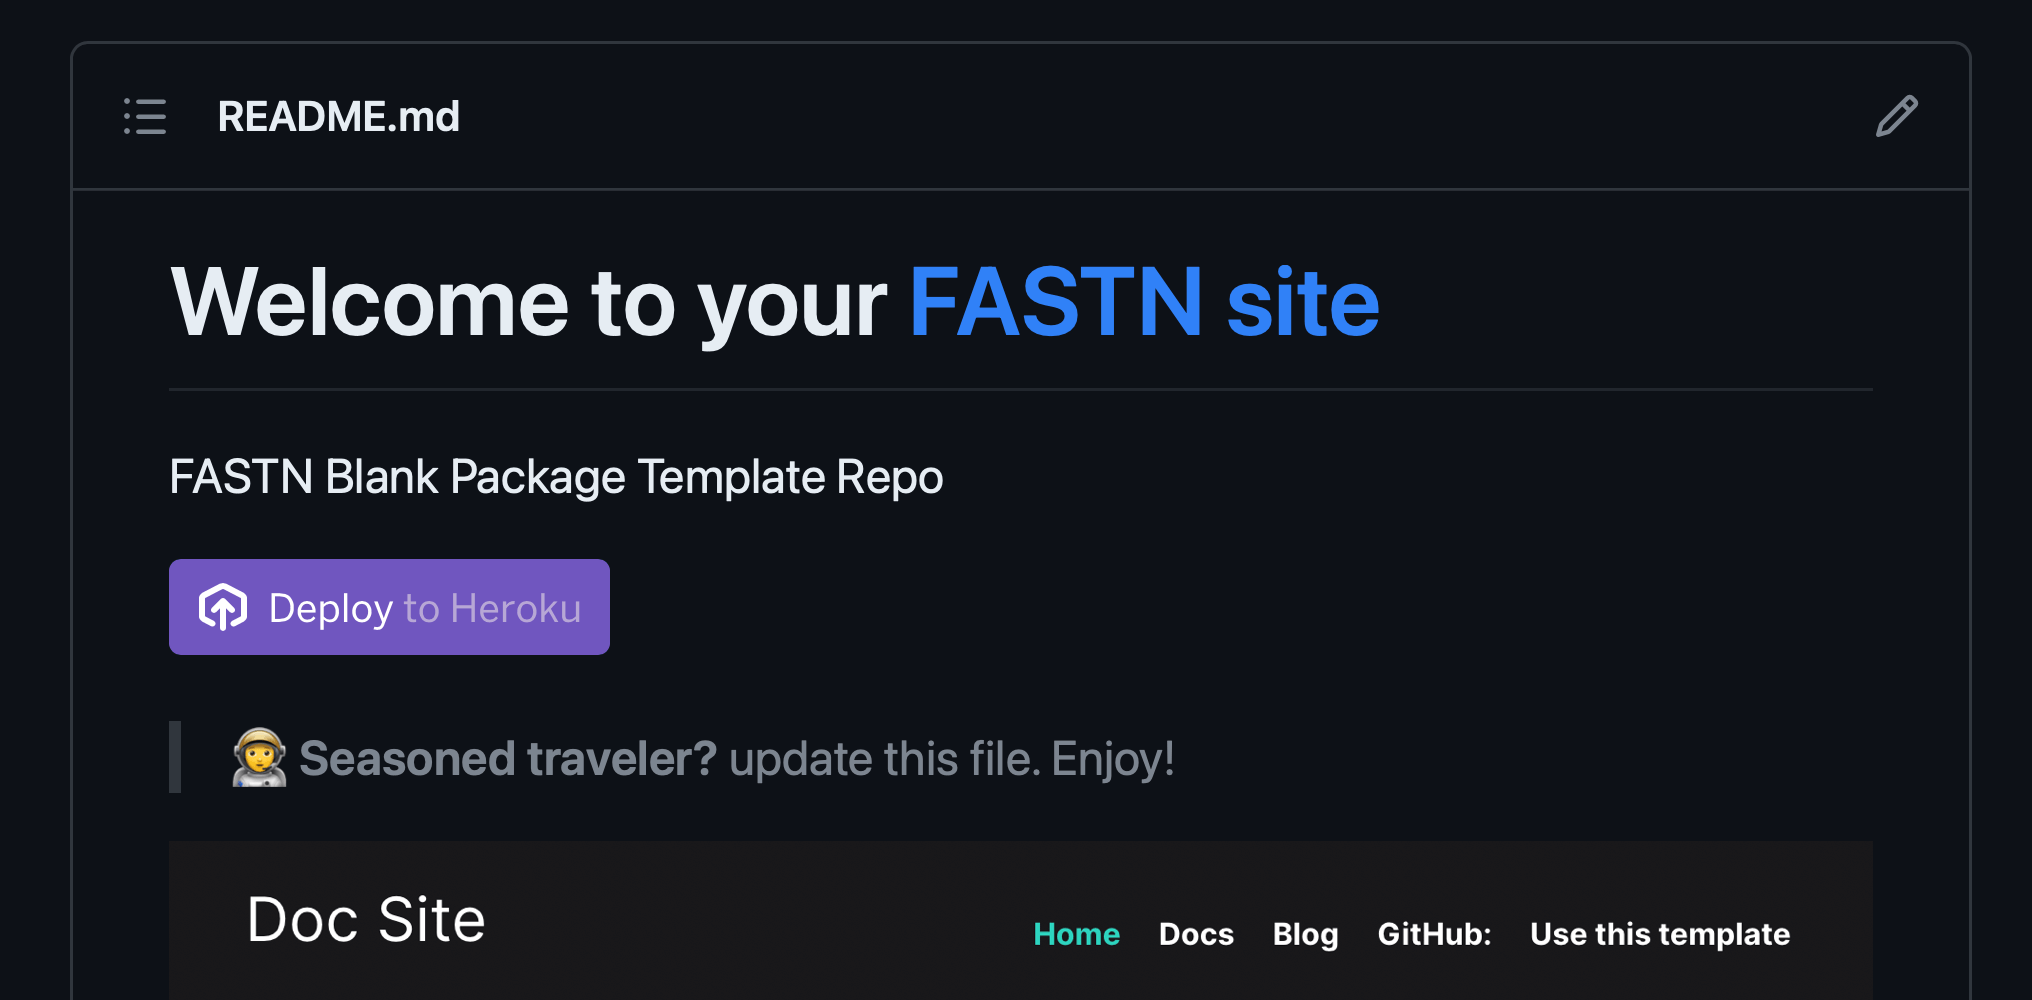 README.md
Welcome to your FASTN site
FASTN Blank Package Template Repo
Deploy to Heroku
Seasoned traveler? update this file. Enjoy!
Doc Site
Home Docs Blog GitHub: Use this template